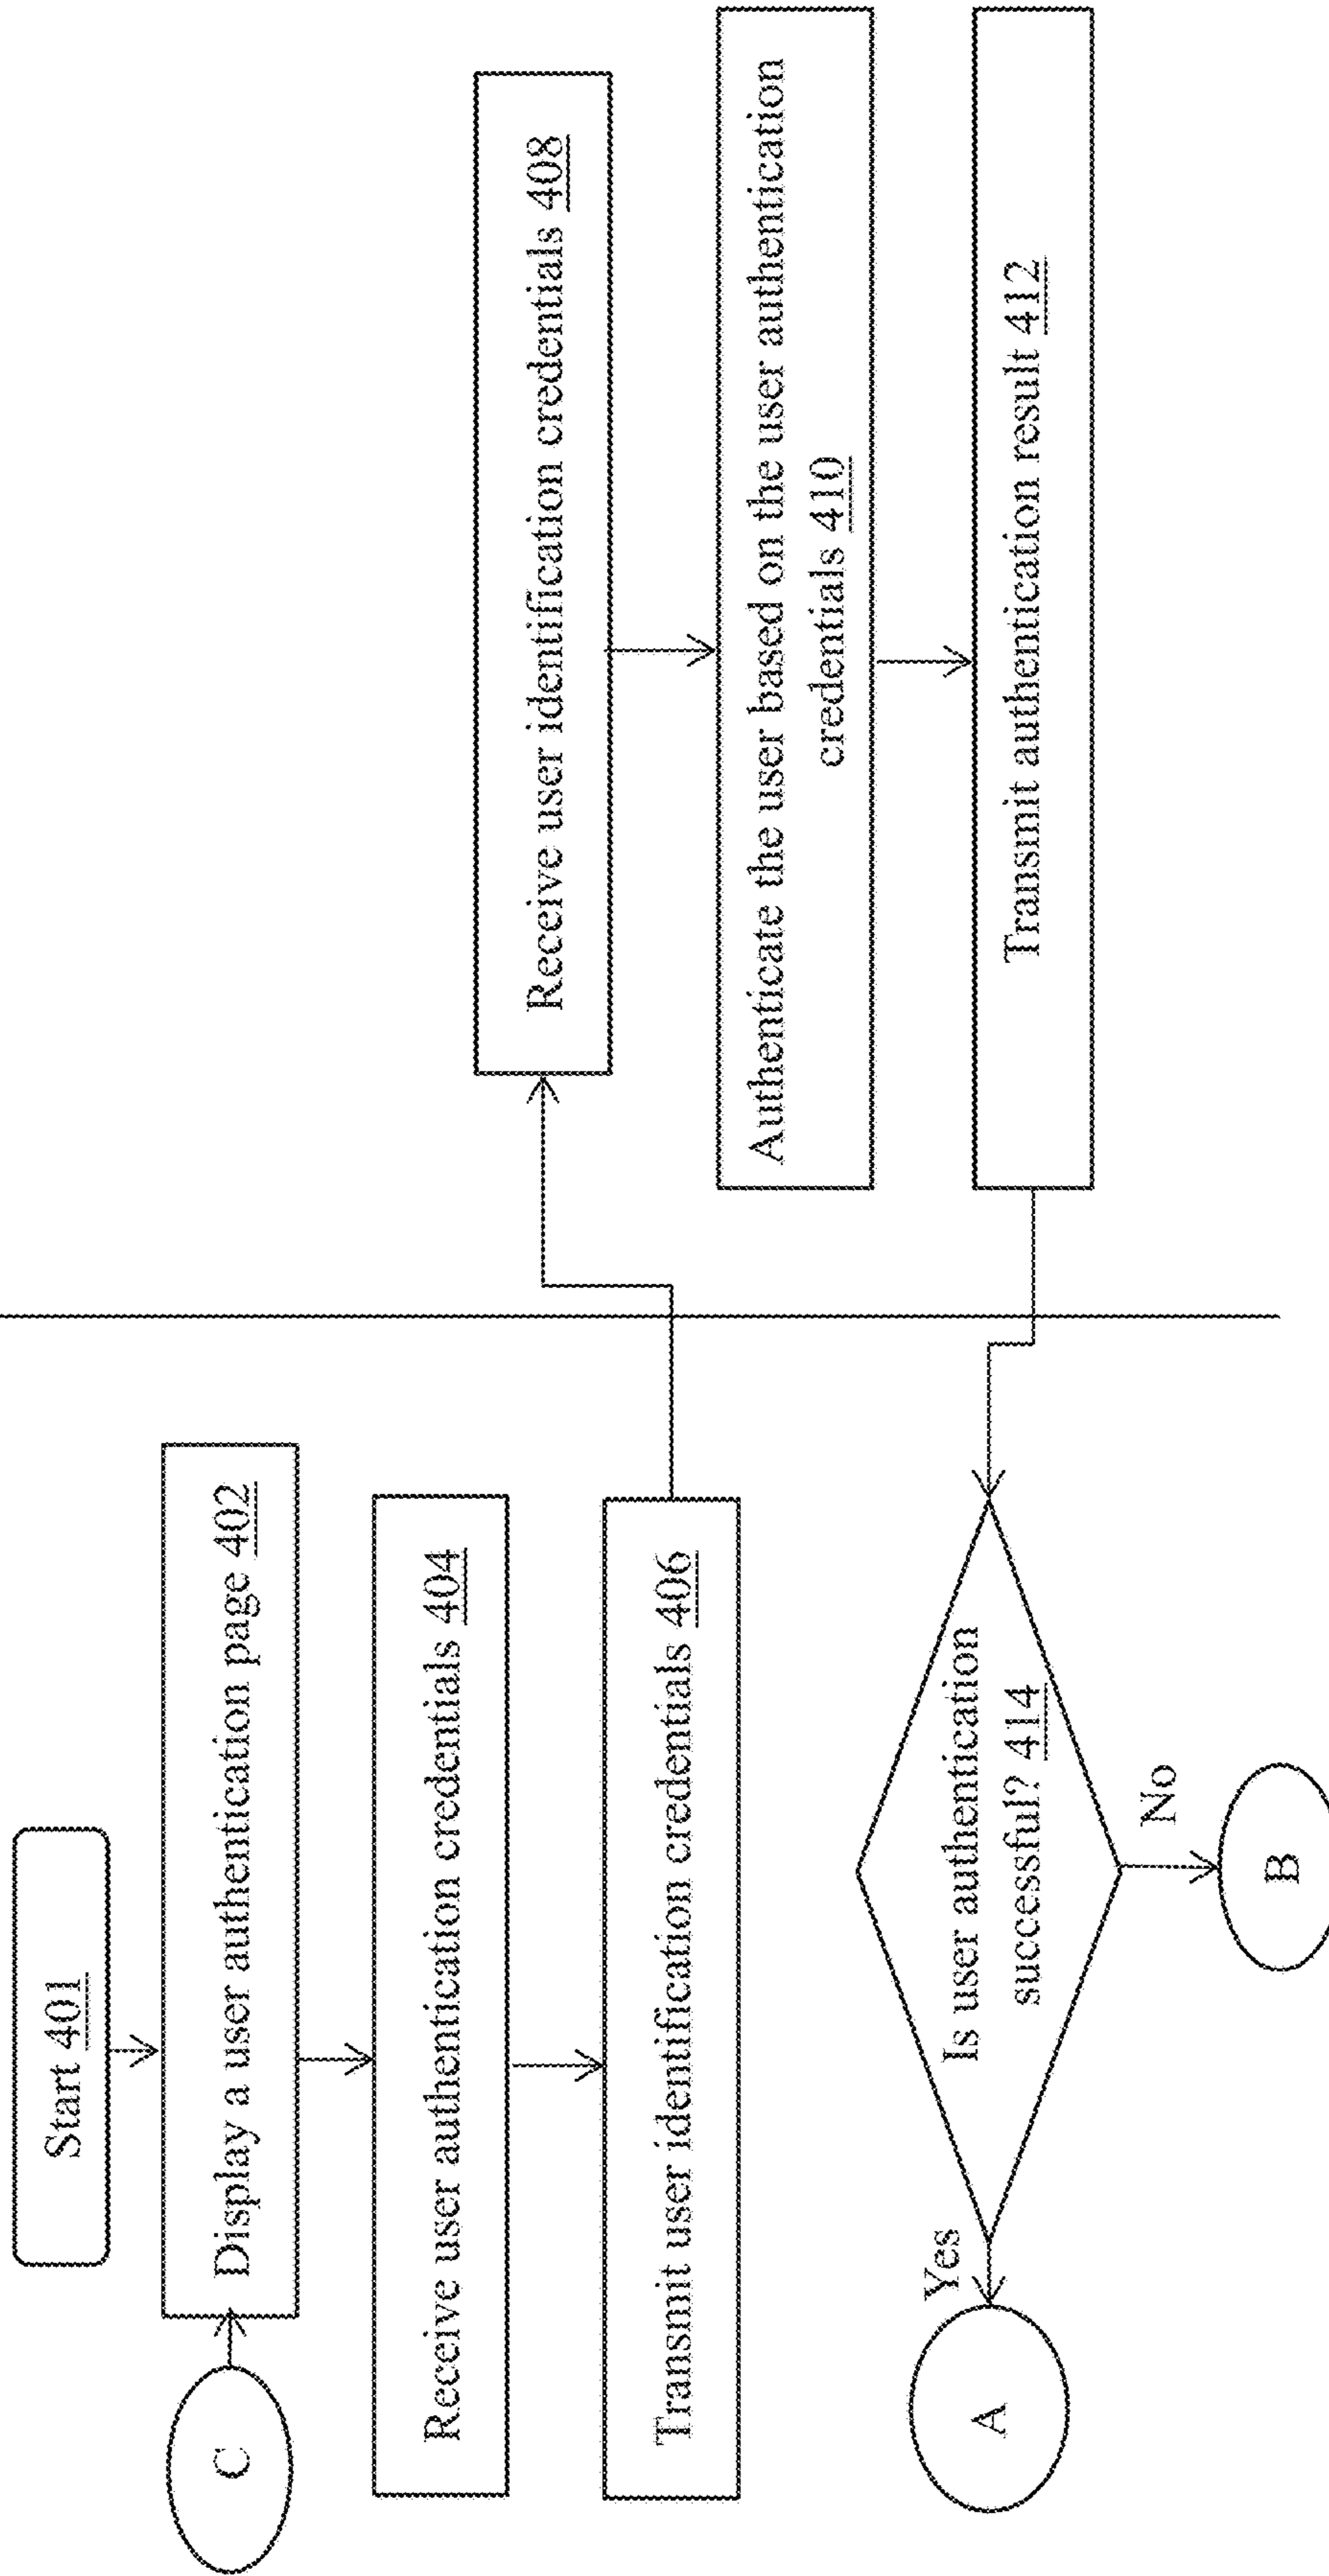 Start 401
C
Display a user authentication page 402
Receive user authentication credentials 404
Transmit user identification credentials 406
Receive user identification credentials 408
Authenticate the user based on the user authentication
credentials 410
Transmit authentication result 412
Is user authentication
successful? 414
Yes
No
A
B